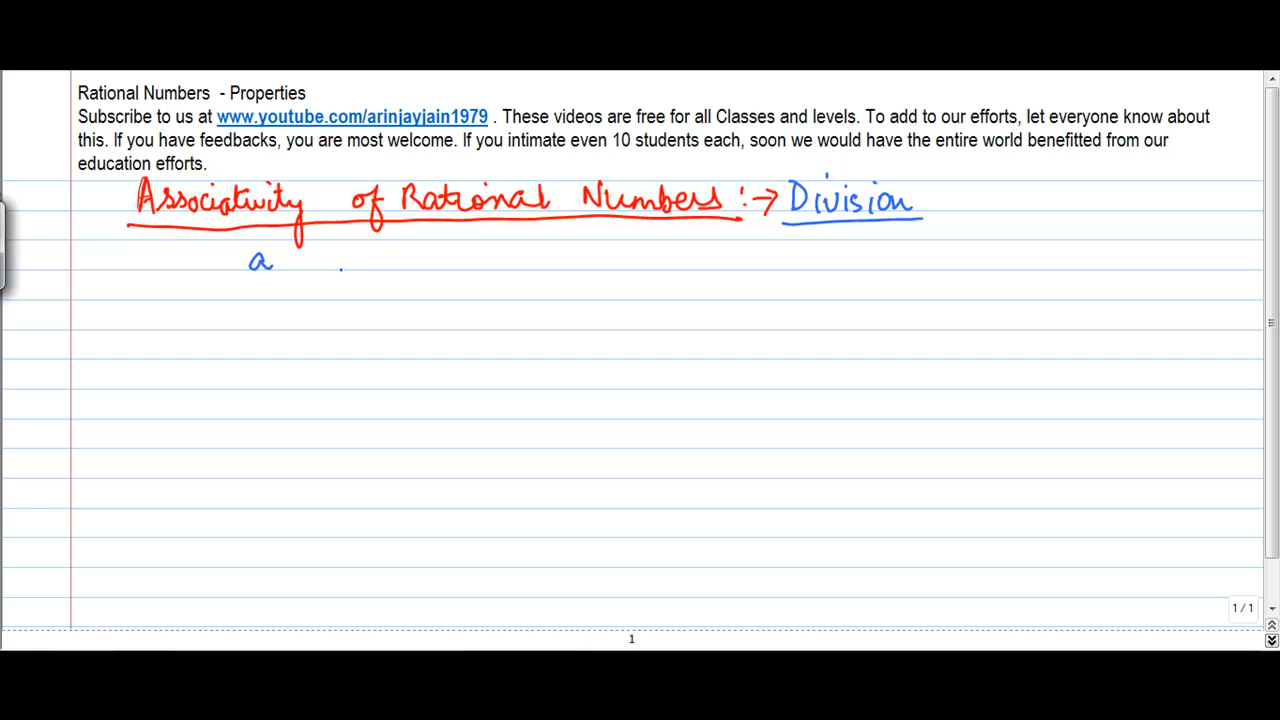 Rational Numbers - Properties
Subscribe to us at www.youtube.com/arinjayjain1979 . These videos are free for all Classes and levels. To add to our efforts, let everyone know about
this. If you have feedbacks, you are most welcome. If you intimate even 10 students each, soon we would have the entire world benefitted from our
education efforts.
Associativity of Rational Numbers :→ Division
a .
1 / 1
1